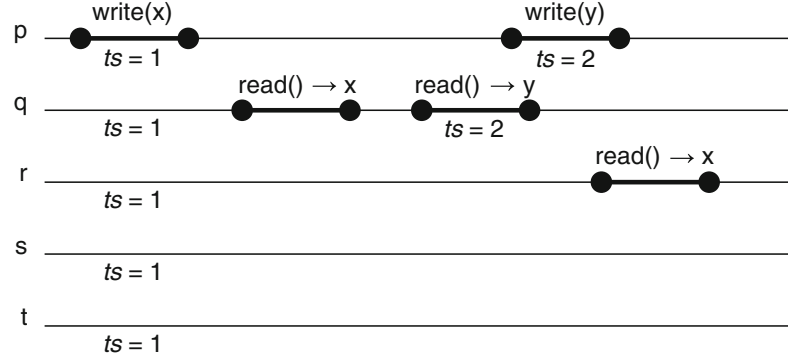 write(x) write(y)
p
ts = 1 ts = 2
read() → x read() → y
q
ts = 1 ts = 2
read() → x
r
ts = 1
s
ts = 1
t
ts = 1